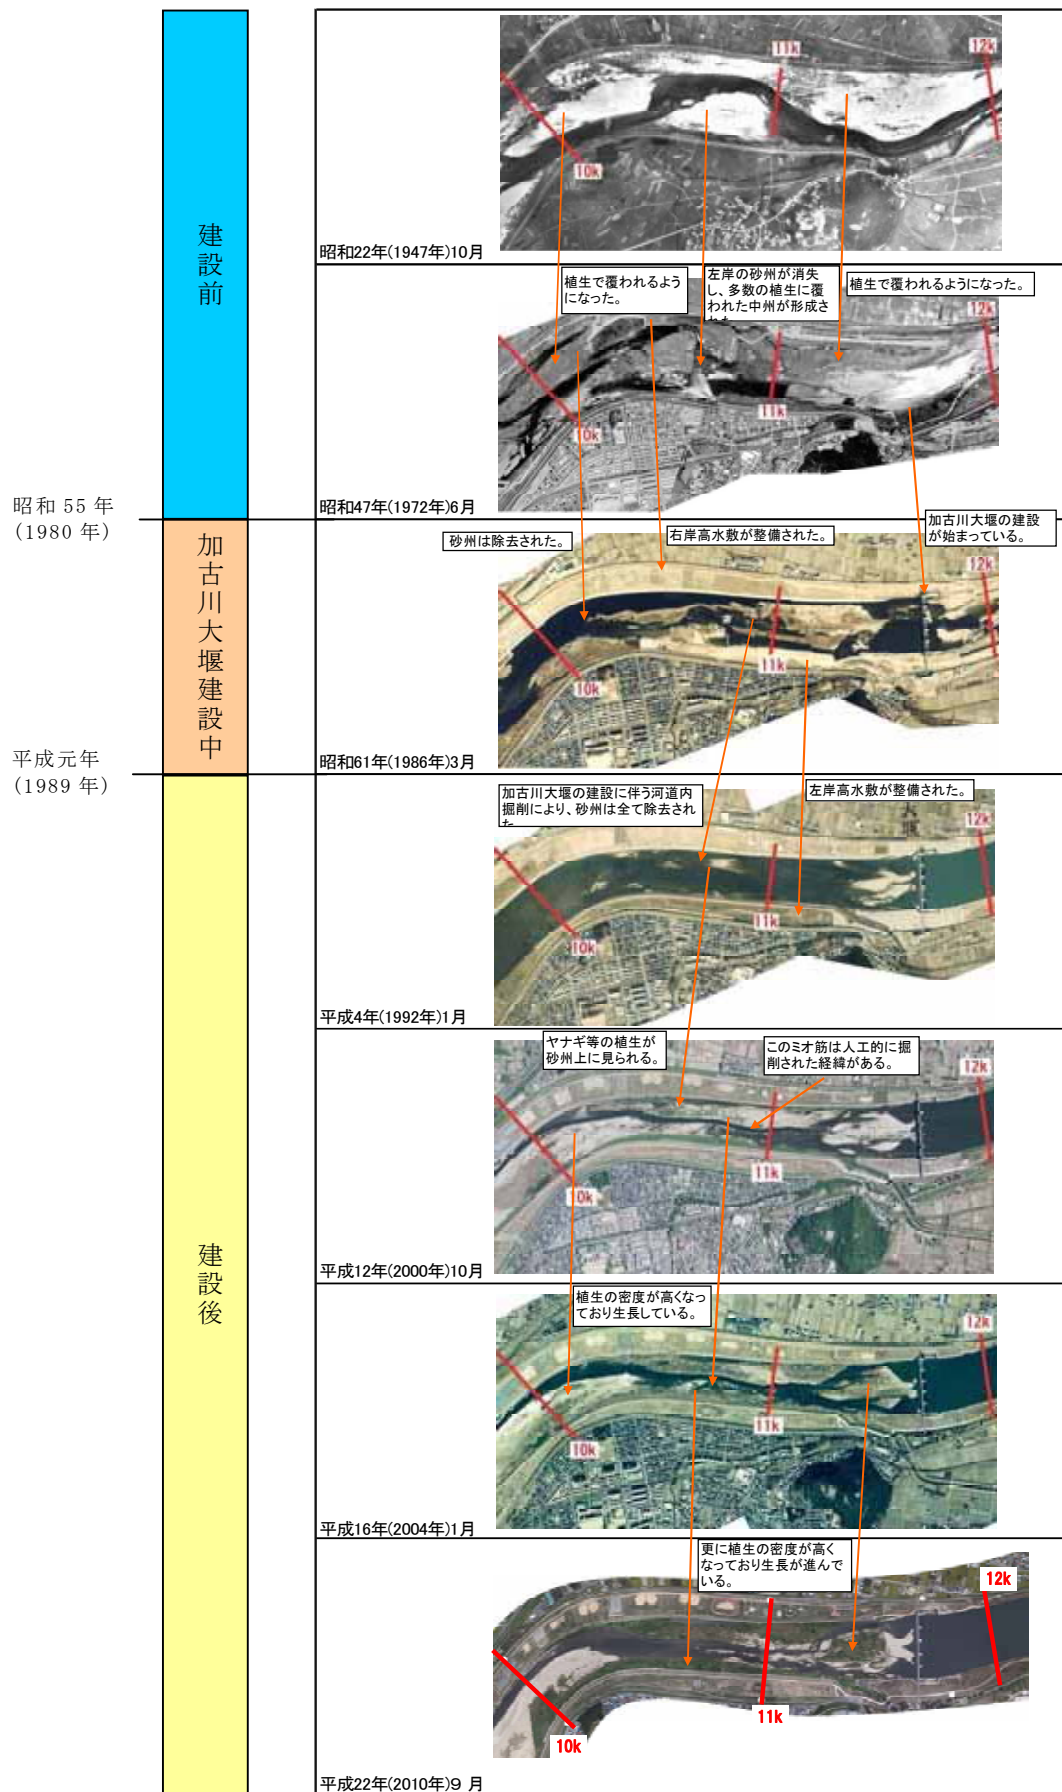 建設前
11k
12k
10k
昭和22年(1947年)10月
植生で覆われるよう
になった。
左岸の砂州が消失
し、多数の植生に覆
われた中州が形成さ
植生で覆われるようになった。
12k
11k
10k
昭和47年(1972年)6月
昭和 55 年
(1980 年)
加古川大堰建設中
砂州は除去された。
右岸高水敷が整備された。
加古川大堰の建設
が始まっている。
12k
11k
10k
昭和61年(1986年)3月
平成元年
(1989 年)
建設後
加古川大堰の建設に伴う河道内
掘削により、砂州は全て除去され
左岸高水敷が整備された。
11k
10k
平成4年(1992年)1月
ヤナギ等の植生が
砂州上に見られる。
このミオ筋は人工的に掘
削された経緯がある。
12k
11k
10k
平成12年(2000年)10月
植生の密度が高くなっ
ており生長している。
12k
11k
10k
平成16年(2004年)1月
更に植生の密度が高く
なっており生長が進んで
いる。
12k
11k
10k
平成22年(2010年)9 月